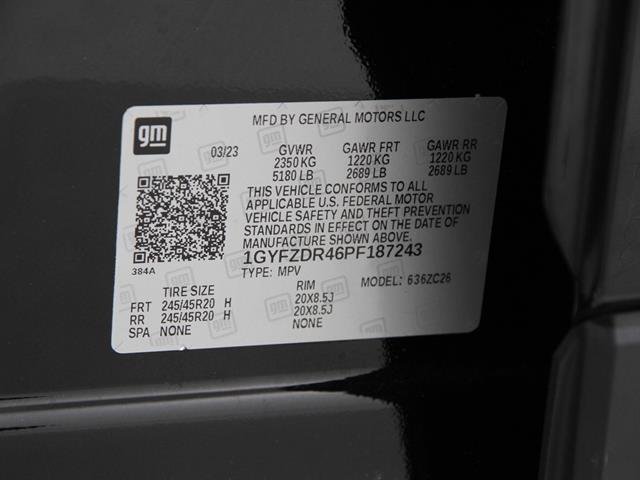 gm
MFD BY GENERAL MOTORS LLC
03/23 GVWR GAWR FRT GAWR RR
2350 KG 1220 KG 1220 KG
5180 LB 2689 LB 2689 LB
THIS VEHICLE CONFORMS TO ALL
APPLICABLE U.S. FEDERAL MOTOR
VEHICLE SAFETY AND THEFT PREVENTION
STANDARDS IN EFFECT ON THE DATE OF
MANUFACTURE SHOWN ABOVE.
1GYFZDR46PF187243
384A
TYPE: MPV MODEL: 636ZC26
TIRE SIZE RIM
FRT 245/45R20 H 20X8.5J
RR 245/45R20 H 20X8.5J
SPA NONE NONE